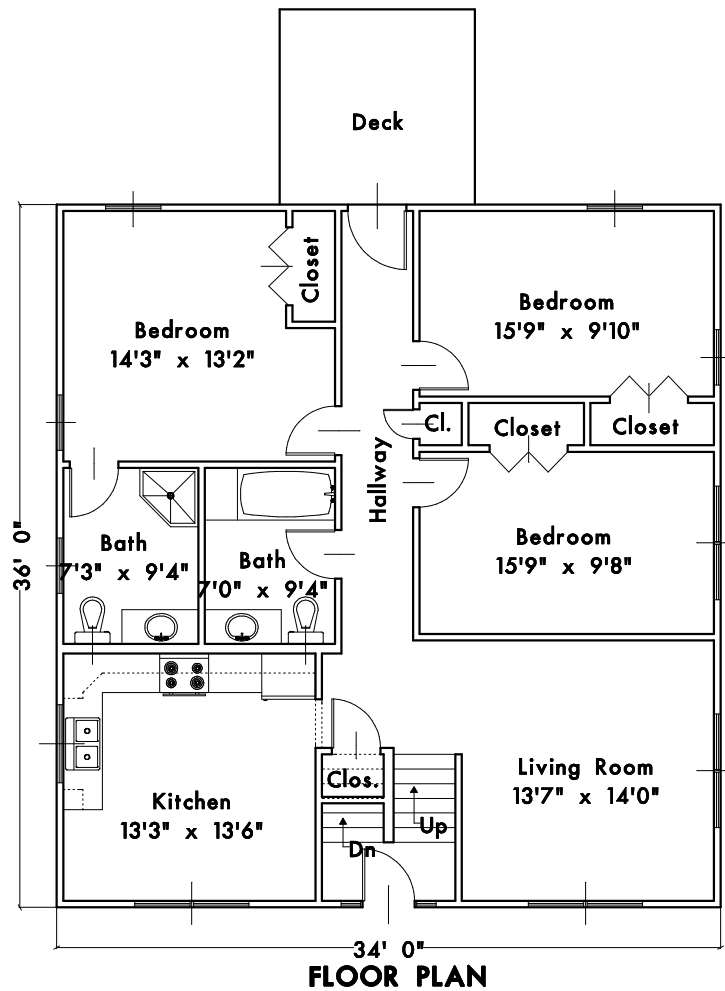 Deck
Closet
Bedroom
14'3" x 13'2"
Bedroom
15'9" x 9'10"
Cl.
Closet
Closet
Hallway
Bath
7'3" x 9'4"
Bath
7'0" x 9'4"
Bedroom
15'9" x 9'8"
36' 0"
Kitchen
13'3" x 13'6"
Clos.
Up
Dn
Living Room
13'7" x 14'0"
34' 0"
FLOOR PLAN